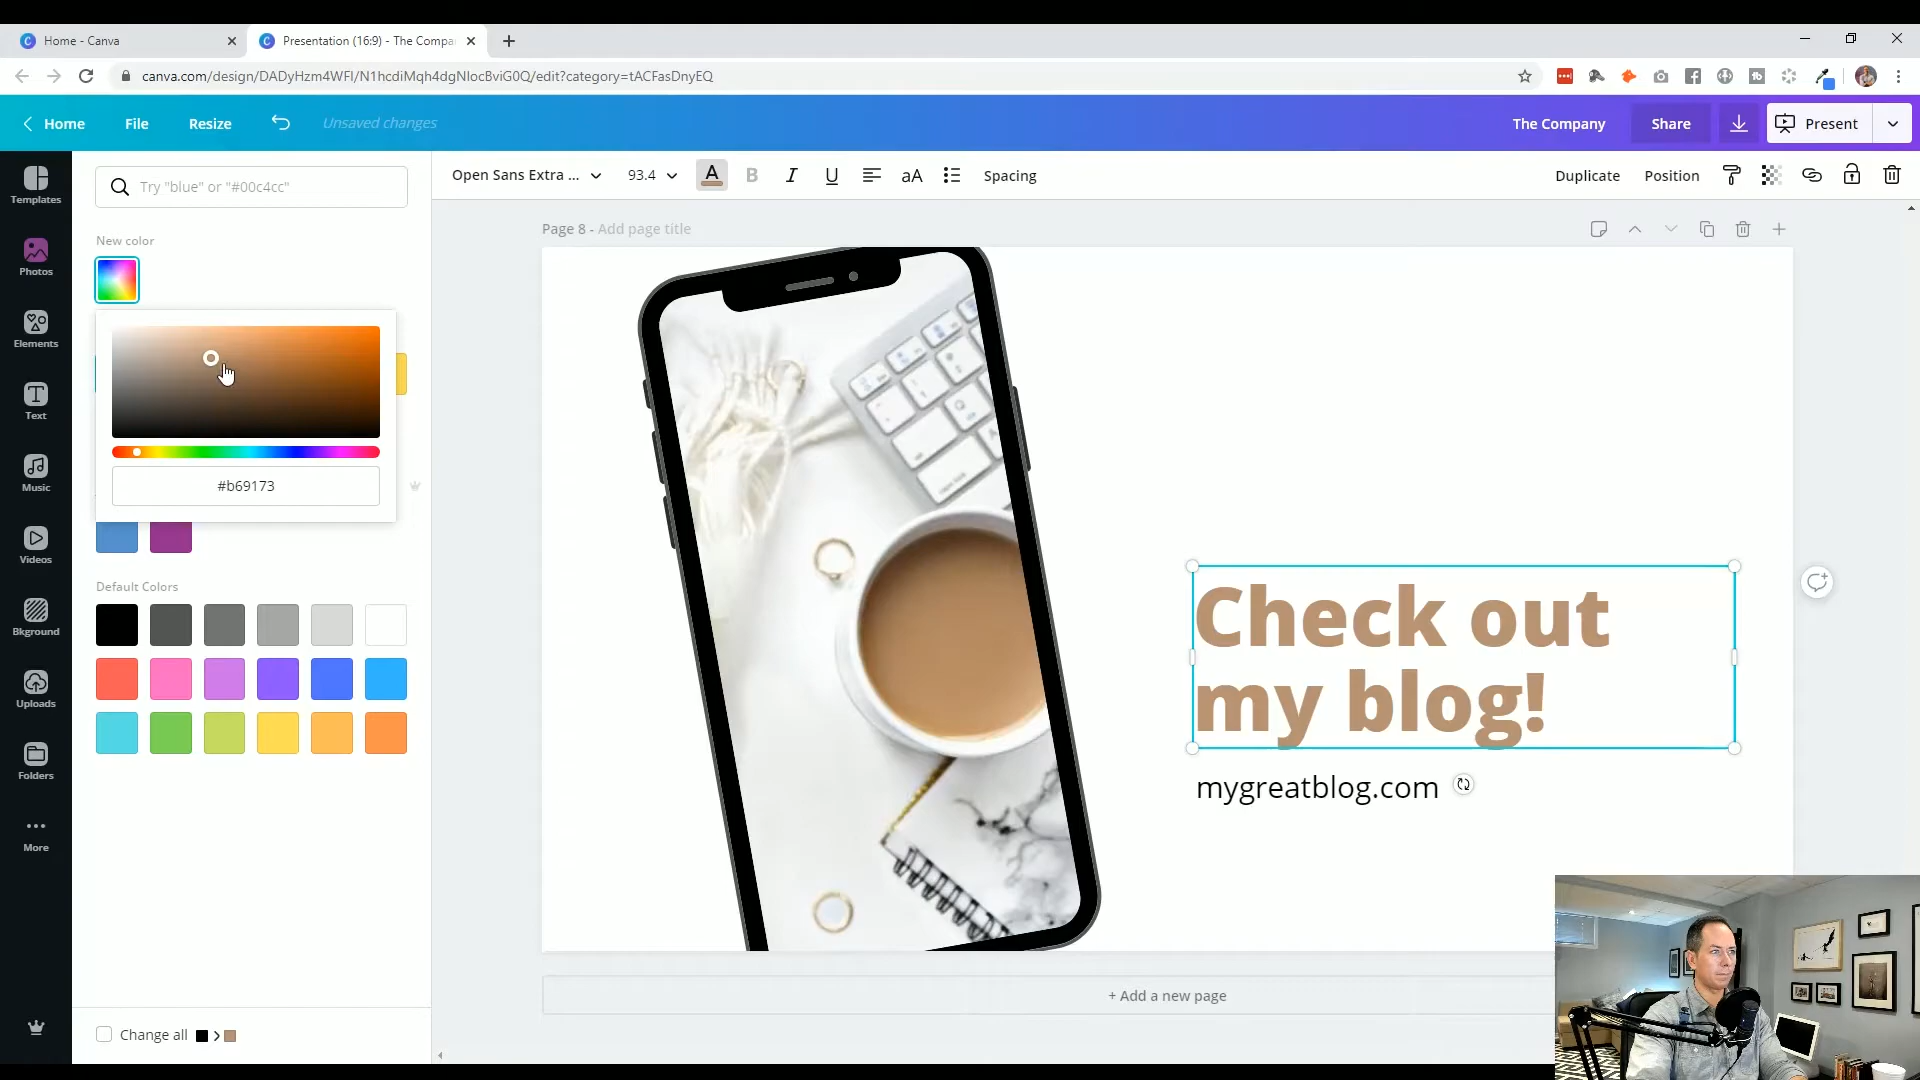 Home - Canva
Presentation (16:9) - The Compa
canva.com/design/DADyHzm4WFI/N1hcdiMqh4dgNlocBviG0Q/edit?category=tACFasDnyEQ
Home
File
Resize
Unsaved changes
The Company
Share
Present
Templates
Photos
Elements
Text
Music
Videos
Bkground
Uploads
Folders
More
Try "blue" or "#00c4cc"
New color
#b69173
Default Colors
Change all
Open Sans Extra ...
93.4
A
B
I
U
aA
Spacing
Duplicate
Position
Page 8 - Add page title
Check out
my blog!
mygreatblog.com
+ Add a new page